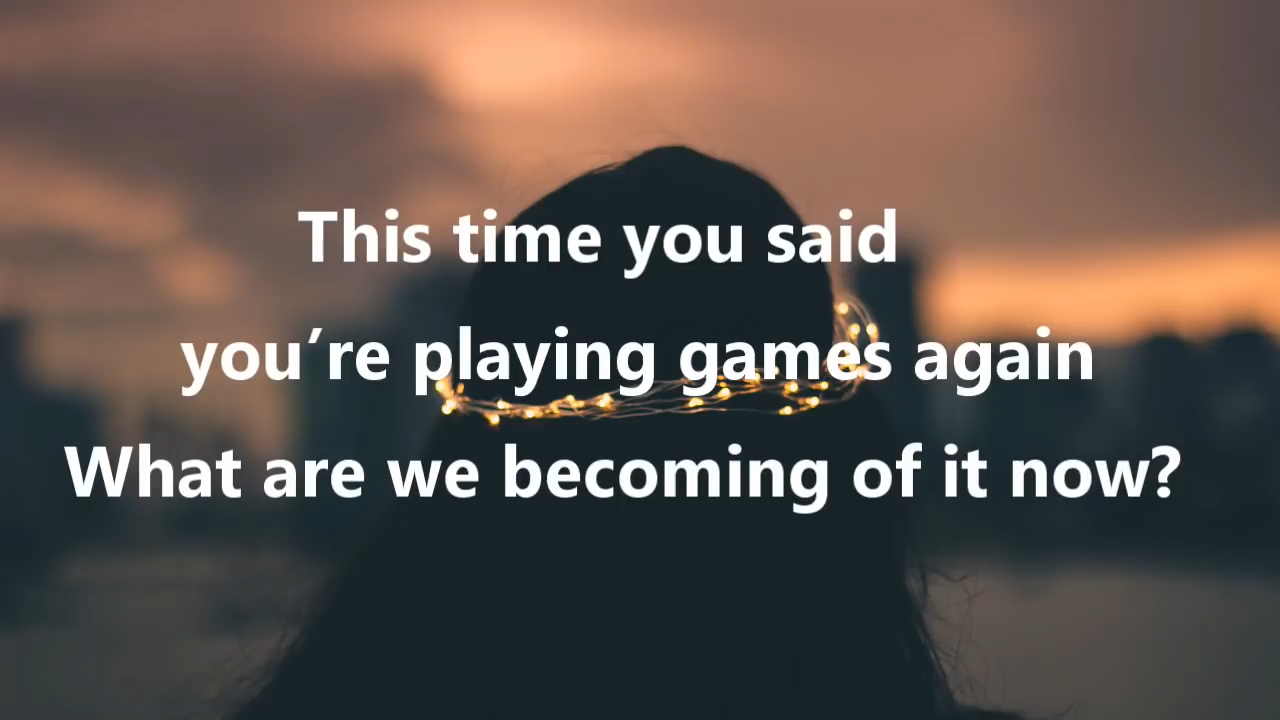 This time you said
you’re playing games again
What are we becoming of it now?